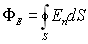 Φ_E = ∮_S E_n dS